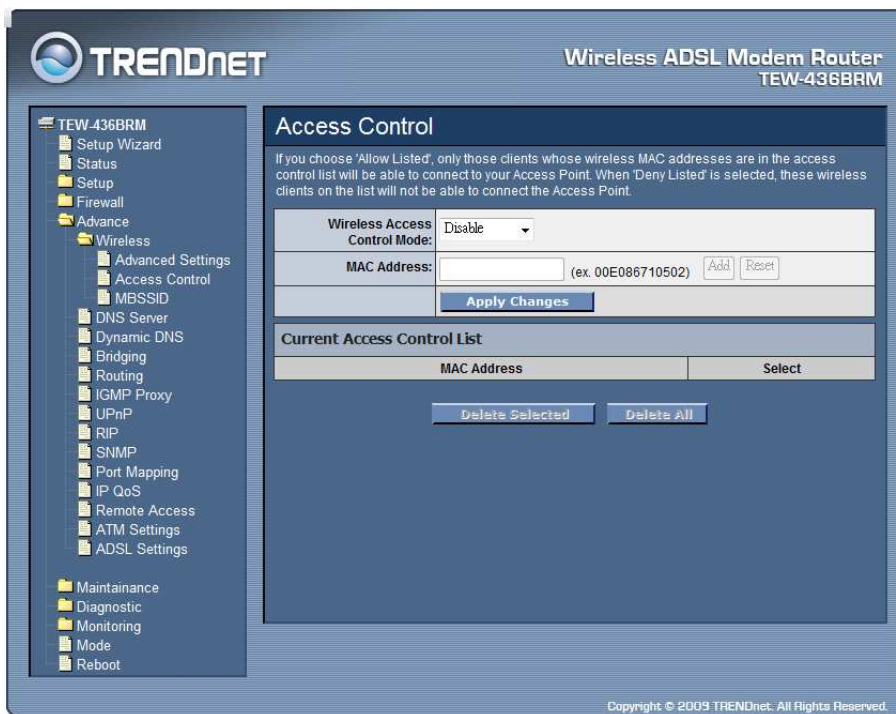 TRENDNET
Wireless ADSL Modem Router
TEW-436BRM
TEW-436BRM
Setup Wizard
Status
Setup
Firewall
Advance
Wireless
Advanced Settings
Access Control
MBSSID
DNS Server
Dynamic DNS
Bridging
Routing
IGMP Proxy
UPnP
RIP
SNMP
Port Mapping
IP QoS
Remote Access
ATM Settings
ADSL Settings
Maintainance
Diagnostic
Monitoring
Mode
Reboot
Access Control
If you choose 'Allow Listed', only those clients whose wireless MAC addresses are in the access
control list will be able to connect to your Access Point. When 'Deny Listed' is selected, these wireless
clients on the list will not be able to connect the Access Point.
Wireless Access
Control Mode: Disable
MAC Address: (ex. 00E086710502) Add Reset
Apply Changes
Current Access Control List
MAC Address Select
Delete Selected Delete All
Copyright © 2009 TRENDnet. All Rights Reserved.